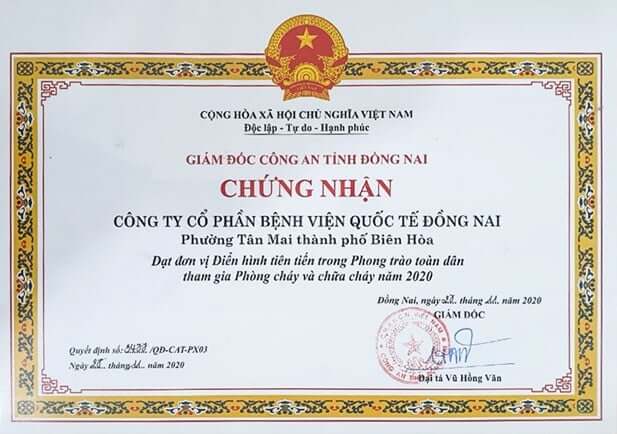 CỘNG HÒA XÃ HỘI CHỦ NGHĨA VIỆT NAM
Độc lập - Tự do - Hạnh phúc
GIÁM ĐỐC CÔNG AN TỈNH ĐỒNG NAI
CHỨNG NHẬN
CÔNG TY CỔ PHẦN BỆNH VIỆN QUỐC TẾ ĐỒNG NAI
Phường Tân Mai thành phố Biên Hòa
Đạt đơn vị Điển hình tiên tiến trong Phong trào toàn dân
tham gia Phòng cháy và chữa cháy năm 2020
Đồng Nai, ngày tháng năm 2020
GIÁM ĐỐC
Quyết định số: /QĐ-CAT-PX03
Ngày tháng năm 2020
Đại tá Vũ Hồng Văn